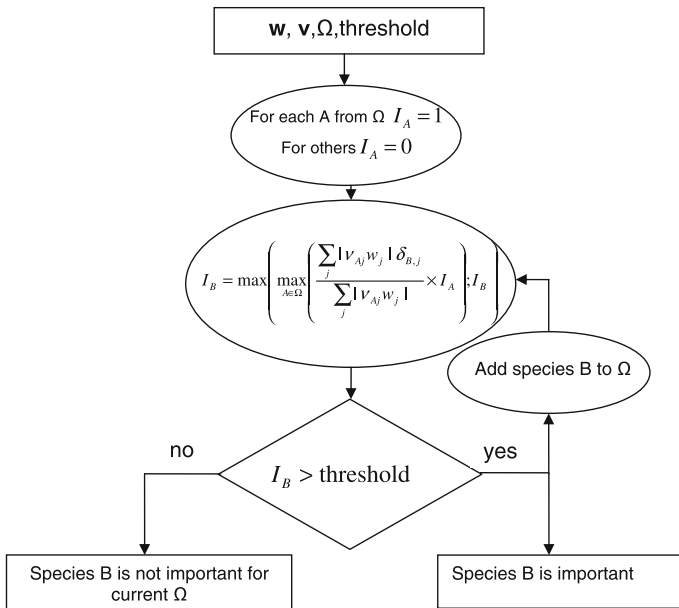 w, v,Ω,threshold
For each A from Ω I_A = 1
For others I_A = 0
I_B = max( max_{A∈Ω} ( ∑_j |ν_{Aj} w_j| δ_{B,j} / ∑_j |ν_{Aj} w_j| × I_A ) ; I_B )
Add species B to Ω
no
yes
I_B > threshold
Species B is not important for
current Ω
Species B is important